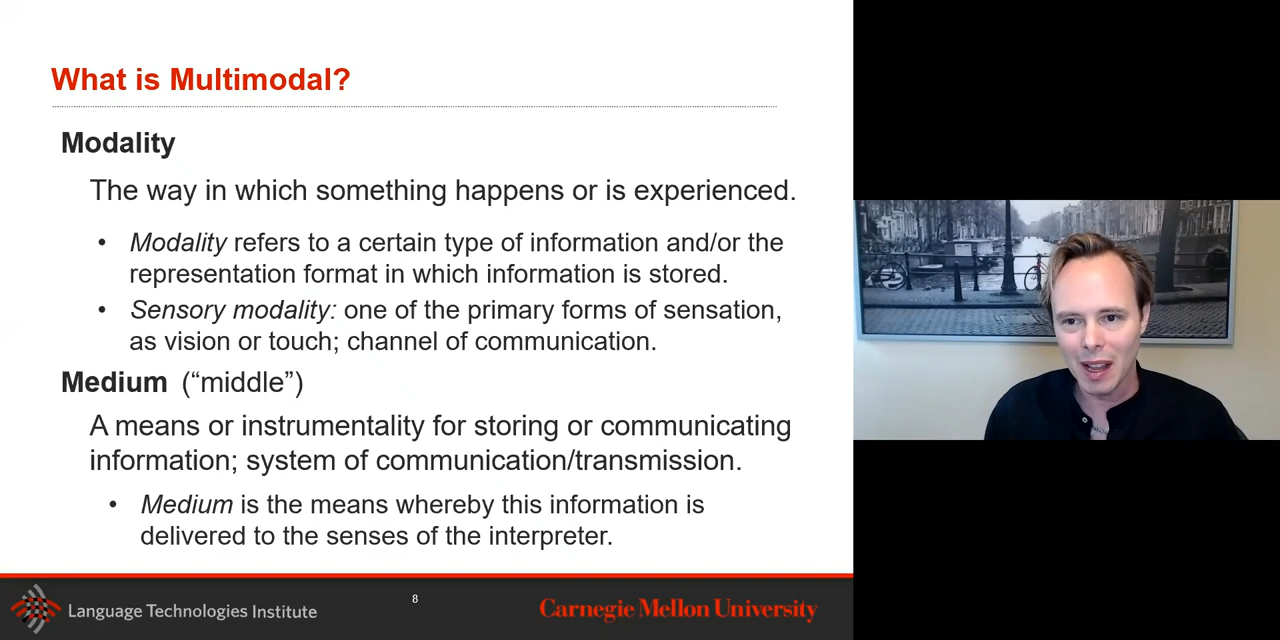 What is Multimodal?
Modality
The way in which something happens or is experienced.
• Modality refers to a certain type of information and/or the
representation format in which information is stored.
• Sensory modality: one of the primary forms of sensation,
as vision or touch; channel of communication.
Medium (“middle”)
A means or instrumentality for storing or communicating
information; system of communication/transmission.
• Medium is the means whereby this information is
delivered to the senses of the interpreter.
Language Technologies Institute
8
Carnegie Mellon University